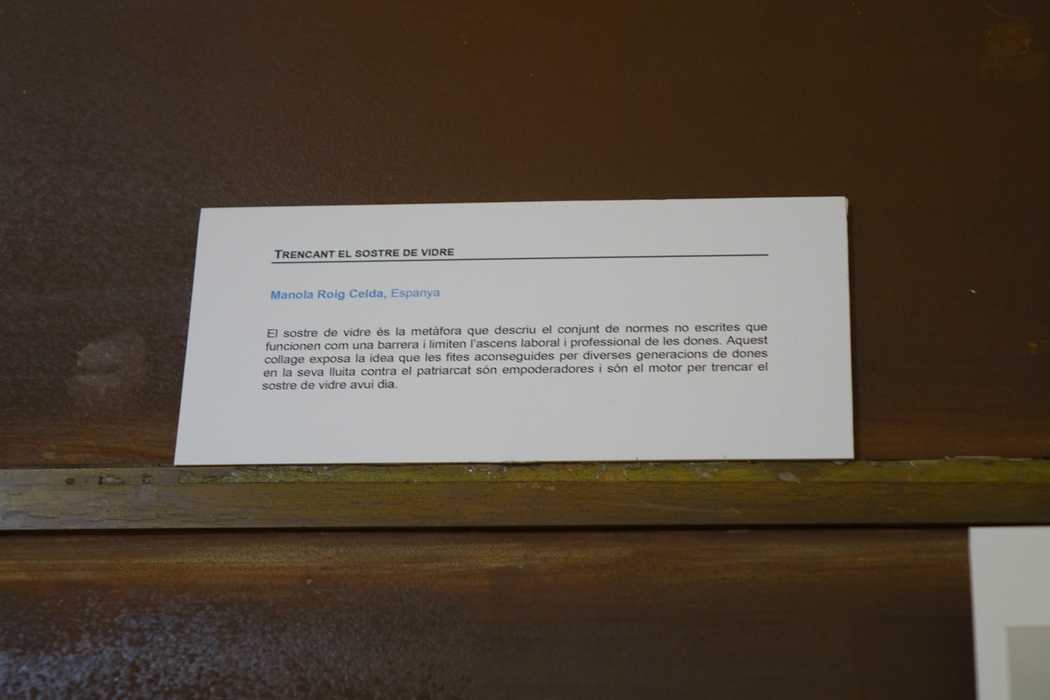 TRENCANT EL SOSTRE DE VIDRE
Manola Roig Celda, Espanya
El sostre de vidre és la metàfora que descriu el conjunt de normes no escrites que
funcionen com una barrera i limiten l'ascens laboral i professional de les dones. Aquest
collage exposa la idea que les fites aconseguides per diverses generacions de dones
en la seva lluita contra el patriarcat són empoderadores i són el motor per trencar el
sostre de vidre avui dia.